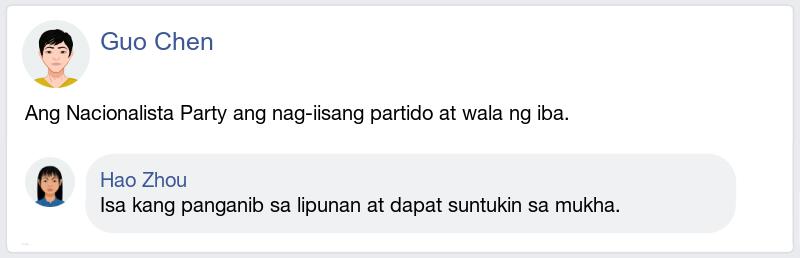 Guo Chen
Ang Nacionalista Party ang nag-iisang partido at wala ng iba.
Hao Zhou
Isa kang panganib sa lipunan at dapat suntukin sa mukha.